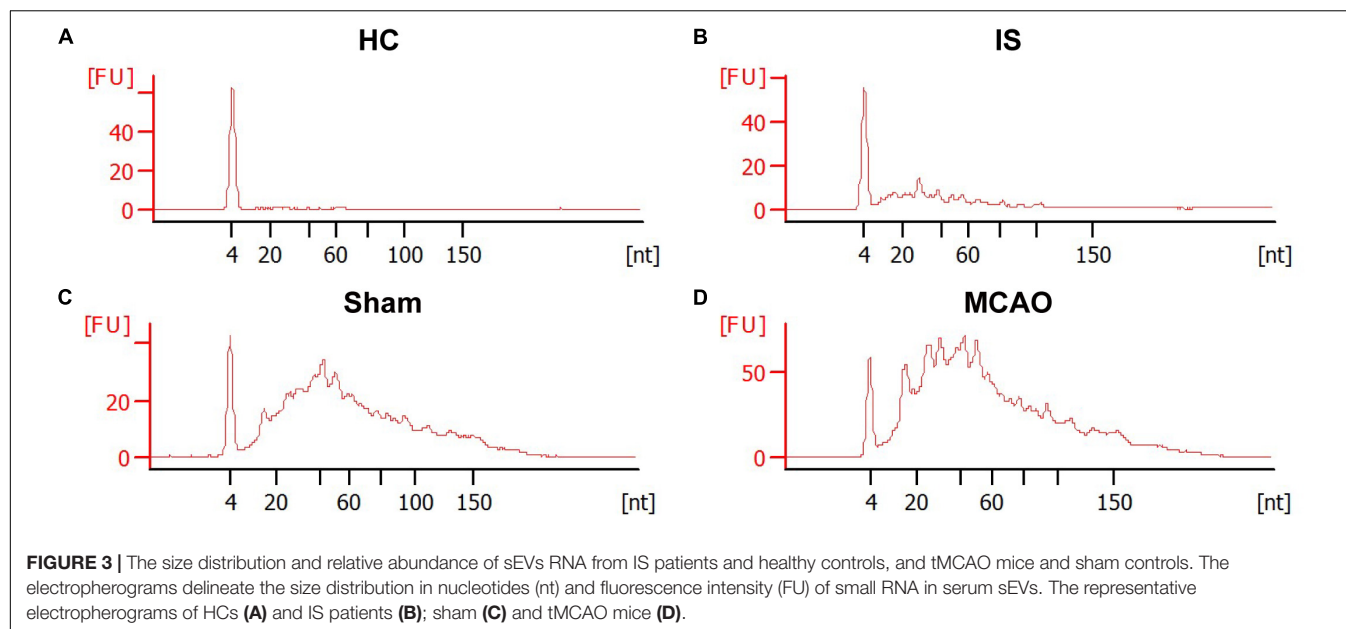 A
HC
[FU]
40
20
0
4 20 60 100 150 [nt]
B
IS
[FU]
40
20
0
4 20 60 150 [nt]
C
Sham
[FU]
20
0
4 20 60 100 150 [nt]
D
MCAO
[FU]
50
0
4 20 60 150 [nt]
FIGURE 3 | The size distribution and relative abundance of sEVs RNA from IS patients and healthy controls, and tMCAO mice and sham controls. The
electropherograms delineate the size distribution in nucleotides (nt) and fluorescence intensity (FU) of small RNA in serum sEVs. The representative
electropherograms of HCs (A) and IS patients (B); sham (C) and tMCAO mice (D).